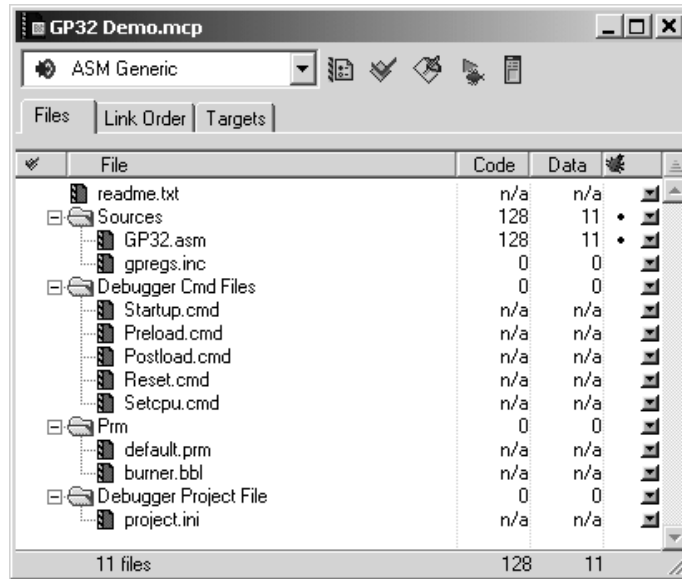 GP32 Demo.mcp
ASM Generic
Files Link Order Targets
File Code Data
readme.txt n/a n/a
Sources 128 11 •
GP32.asm 128 11 •
gpregs.inc 0 0
Debugger Cmd Files 0 0
Startup.cmd n/a n/a
Preload.cmd n/a n/a
Postload.cmd n/a n/a
Reset.cmd n/a n/a
Setcpu.cmd n/a n/a
Prm 0 0
default.prm n/a n/a
burner.bbl n/a n/a
Debugger Project File 0 0
project.ini n/a n/a
11 files 128 11